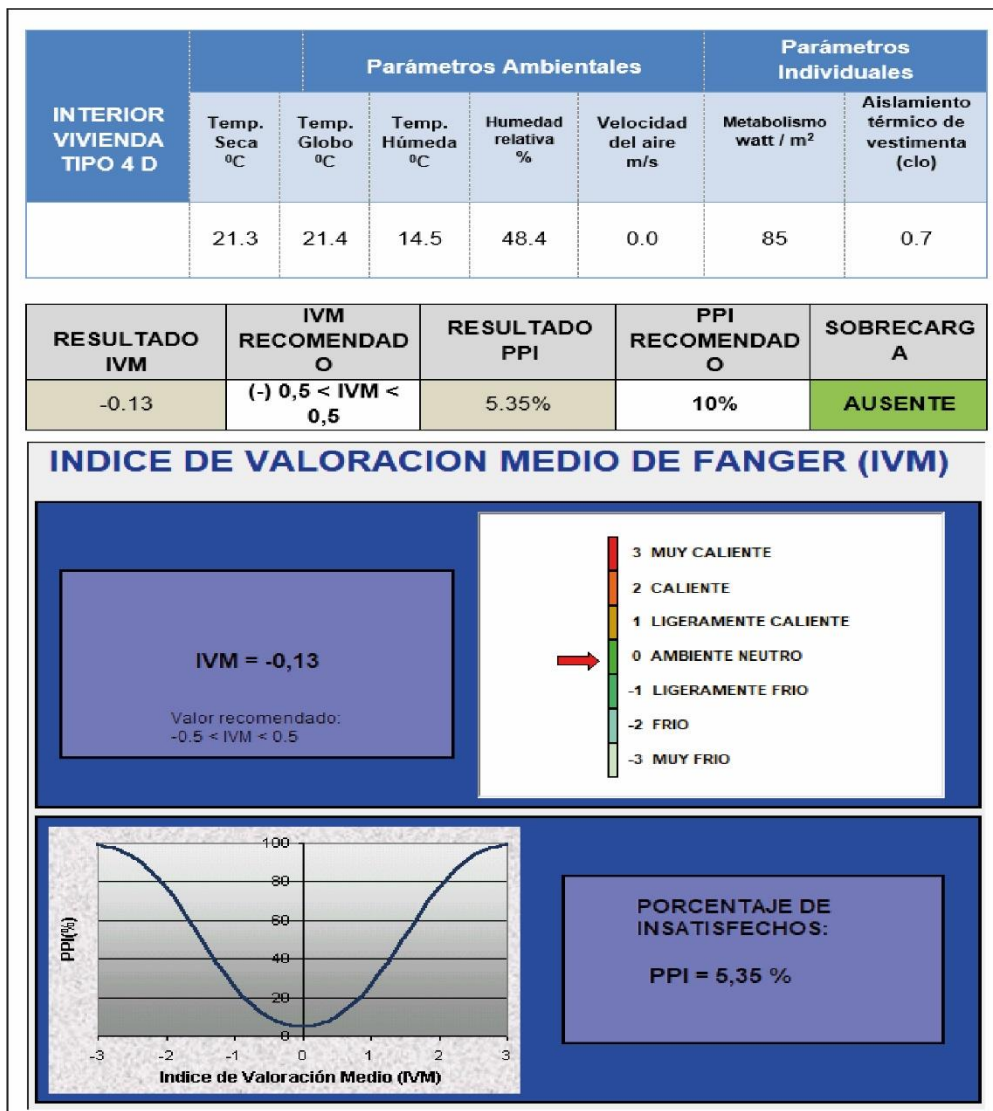 Parámetros Ambientales
Parámetros
Individuales
INTERIOR
VIVIENDA
TIPO 4 D
Temp.
Seca
⁰C
Temp.
Globo
⁰C
Temp.
Húmeda
⁰C
Humedad
relativa
%
Velocidad
del aire
m/s
Metabolismo
watt / m²
Aislamiento
térmico de
vestimenta
(clo)
21.3
21.4
14.5
48.4
0.0
85
0.7
RESULTADO
IVM
IVM
RECOMENDAD
O
RESULTADO
PPI
PPI
RECOMENDAD
O
SOBRECARG
A
-0.13
(-) 0,5 < IVM <
0,5
5.35%
10%
AUSENTE
INDICE DE VALORACION MEDIO DE FANGER (IVM)
IVM = -0,13
Valor recomendado:
-0.5 < IVM < 0.5
3 MUY CALIENTE
2 CALIENTE
1 LIGERAMENTE CALIENTE
0 AMBIENTE NEUTRO
-1 LIGERAMENTE FRIO
-2 FRIO
-3 MUY FRIO
PPI(%)
100
80
60
40
20
0
-3 -2 -1 0 1 2 3
Indice de Valoración Medio (IVM)
PORCENTAJE DE
INSATISFECHOS:
PPI = 5,35 %